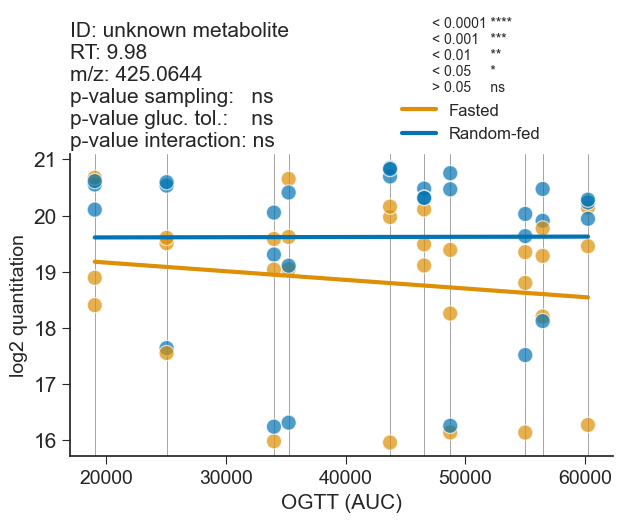 ID: unknown metabolite
RT: 9.98
m/z: 425.0644
p-value sampling: ns
p-value gluc. tol.: ns
p-value interaction: ns
< 0.0001 ****
< 0.001 ***
< 0.01 **
< 0.05 *
> 0.05 ns
Fasted
Random-fed
21
20
19
18
17
16
log2 quantitation
20000 30000 40000 50000 60000
OGTT (AUC)